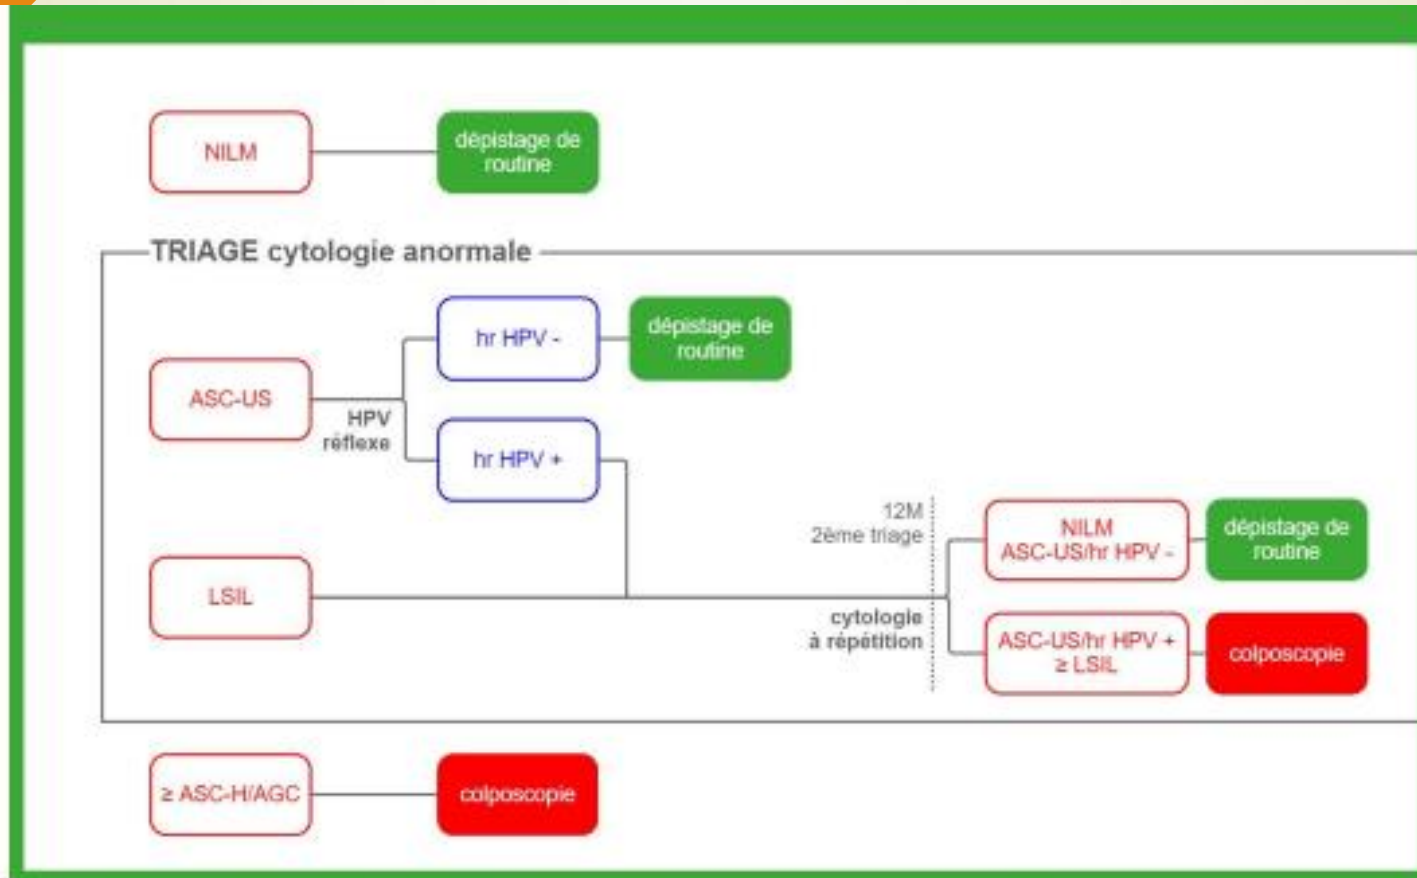 NILM
dépistage de
routine
TRIAGE cytologie anormale
hr HPV -
dépistage de
routine
ASC-US
HPV
réflexe
hr HPV +
12M
2ème triage
NILM
ASC-US/hr HPV -
dépistage de
routine
LSIL
cytologie
à répétition
ASC-US/hr HPV +
≥ LSIL
colposcopie
≥ ASC-H/AGC
colposcopie